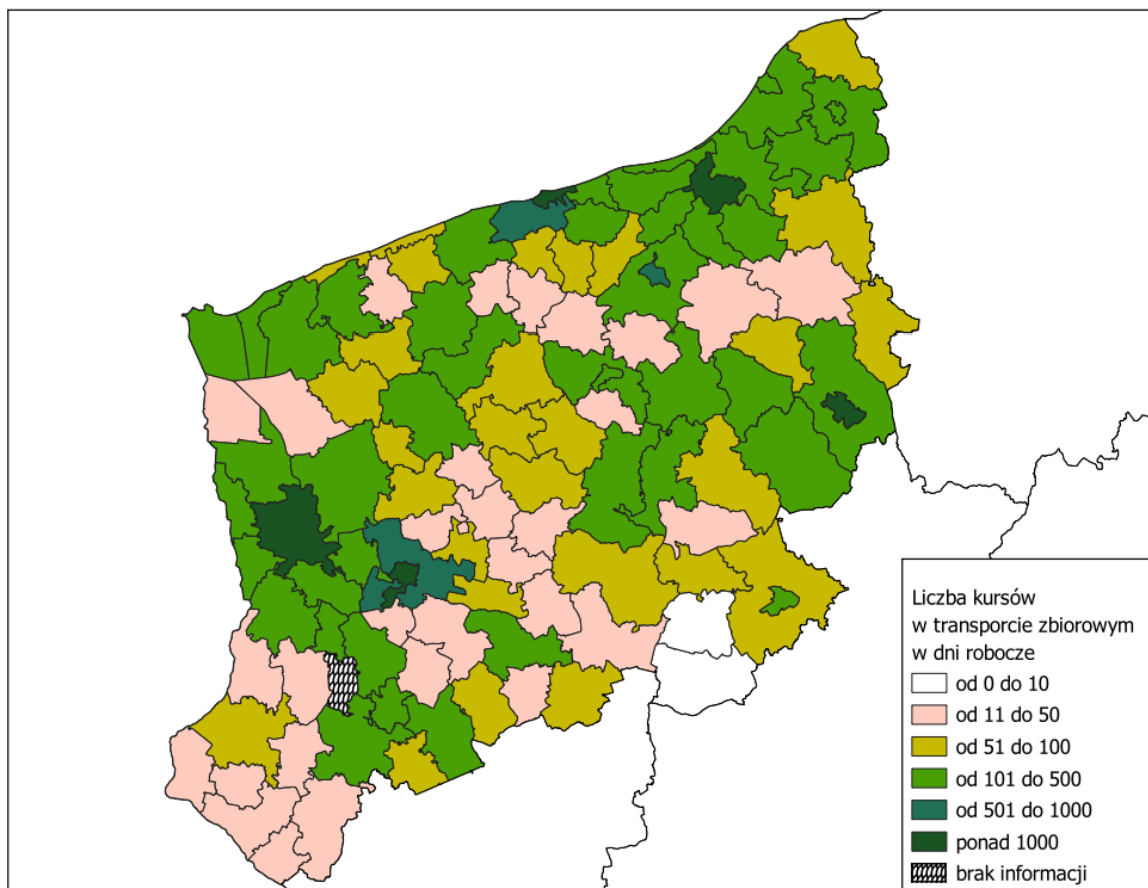 Liczba kursów
w transporcie zbiorowym
w dni robocze
od 0 do 10
od 11 do 50
od 51 do 100
od 101 do 500
od 501 do 1000
ponad 1000
brak informacji